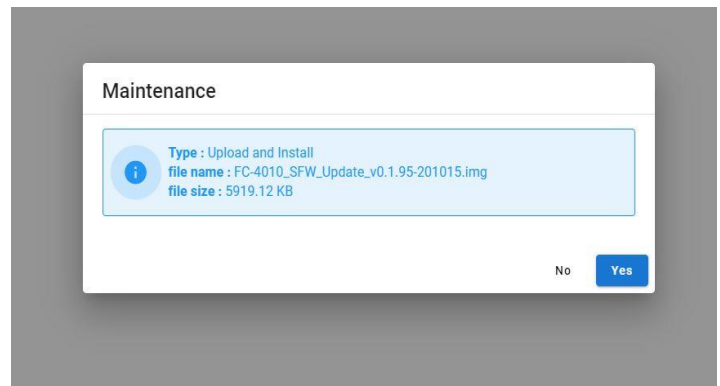 Maintenance
Type : Upload and Install
file name : FC-4010_SFW_Update_v0.1.95-201015.img
file size : 5919.12 KB
No
Yes